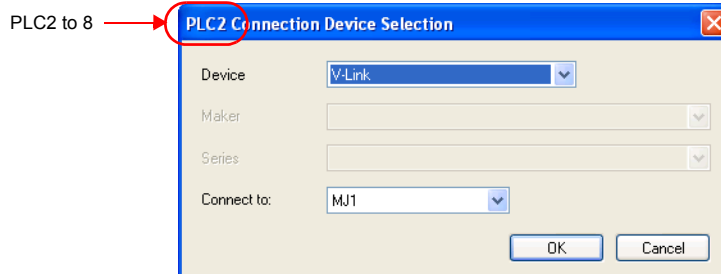 PLC2 to 8
PLC2 Connection Device Selection
Device
V-Link
Maker
Series
Connect to:
MJ1
OK
Cancel